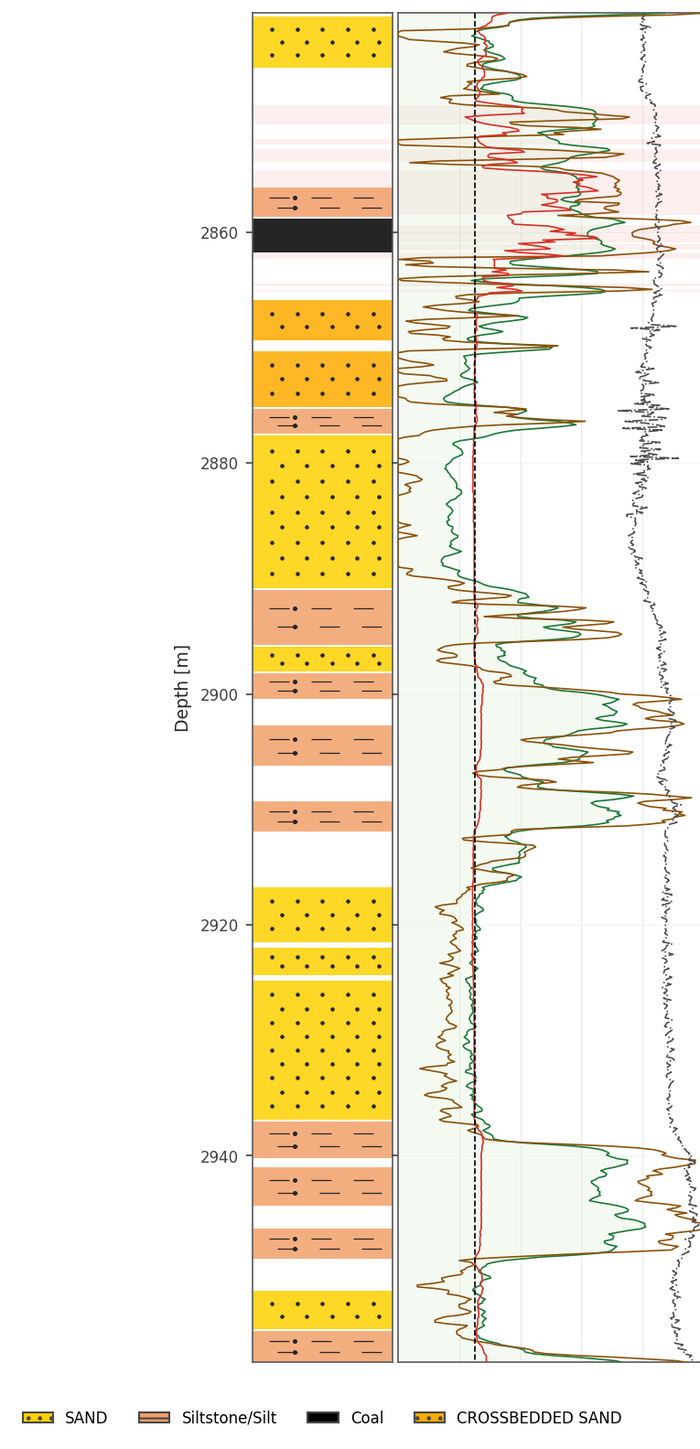 Depth [m]
2860
2880
2900
2920
2940
SAND
Siltstone/Silt
Coal
CROSSBEDDED SAND